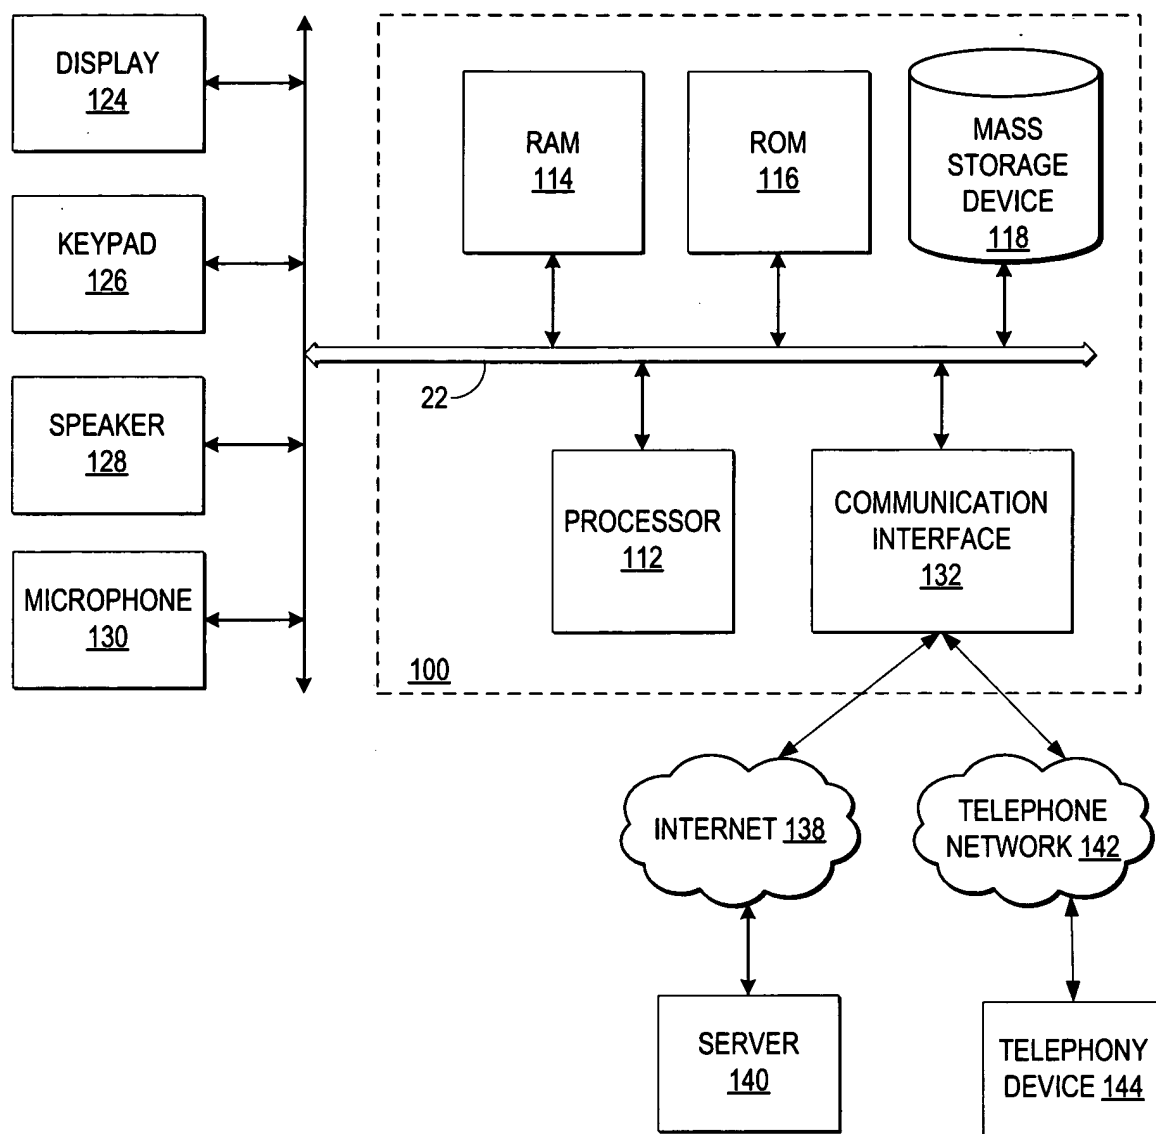 DISPLAY
124
KEYPAD
126
SPEAKER
128
MICROPHONE
130
RAM
114
ROM
116
MASS
STORAGE
DEVICE
118
22
PROCESSOR
112
COMMUNICATION
INTERFACE
132
100
INTERNET 138
TELEPHONE
NETWORK 142
SERVER
140
TELEPHONY
DEVICE 144